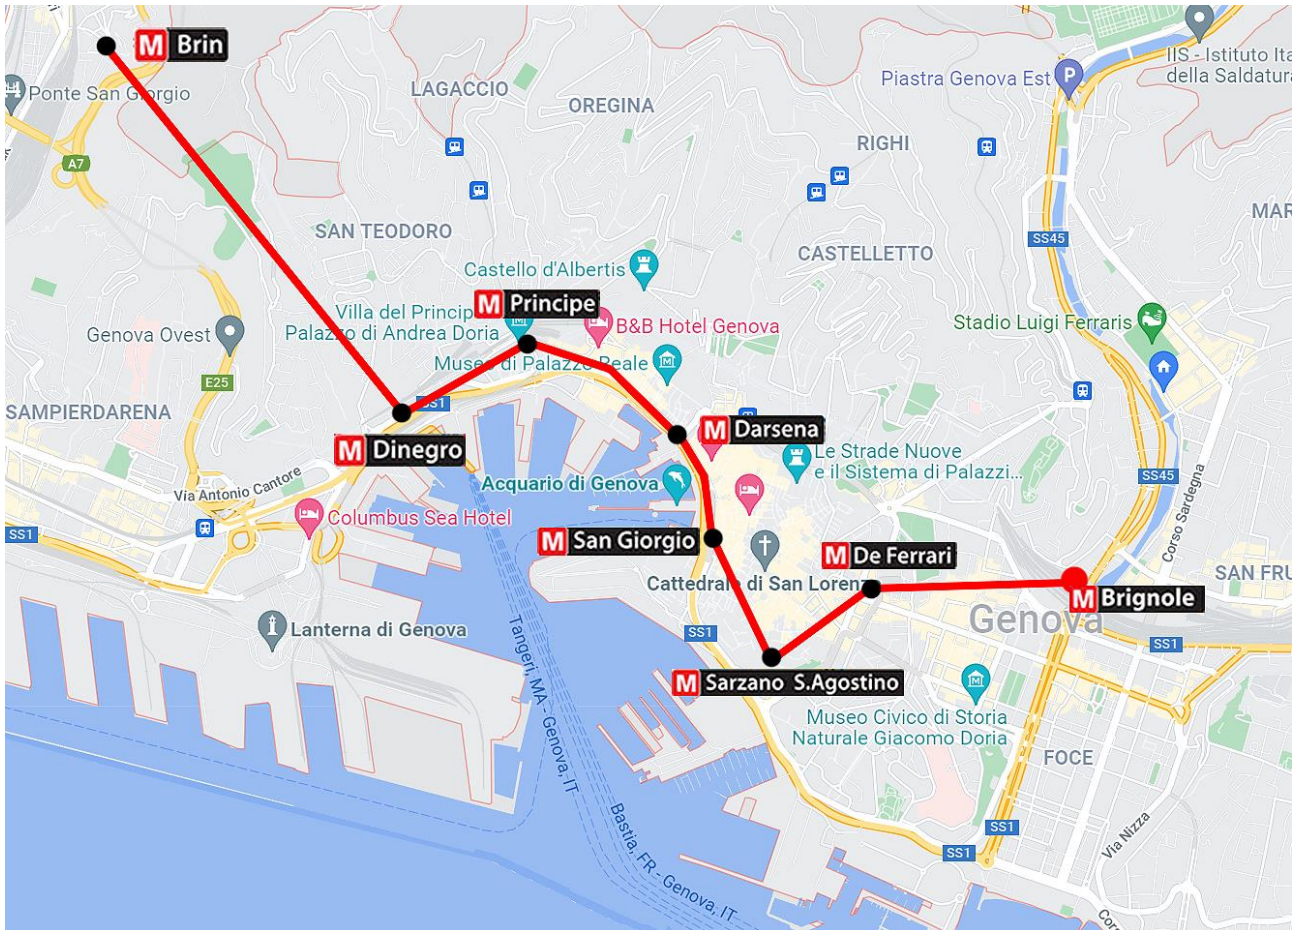 M Brin
IIS - Istituto Ita
della Saldatura
Piastra Genova Est
P
Ponte San Giorgio
LAGACCIO
OREGINA
RIGHI
A7
MAR
SAN TEODORO
SS45
CASTELLETTO
Castello d'Albertis
M Principe
Villa del Princip
Palazzo di Andrea Doria
B&B Hotel Genova
Stadio Luigi Ferraris
Genova Ovest
Museo di Palazzo Reale
E25
SS1
SAMPIERDARENA
M Darsena
M Dinegro
Le Strade Nuove
e il Sistema di Palazzi...
SS45
Acquario di Genova
Via Antonio Cantore
Columbus Sea Hotel
Corso Sardegna
SS1
M San Giorgio
M De Ferrari
Cattedrale di San Lorenz
SAN FRU
M Brignole
Genova
Lanterna di Genova
SS1
SS1
M Sarzano S.Agostino
Tangeri, MA - Genova, IT
Museo Civico di Storia
Naturale Giacomo Doria
FOCE
Bastia, FR - Genova, IT
SS1
Via Nizza
SS1
Cors